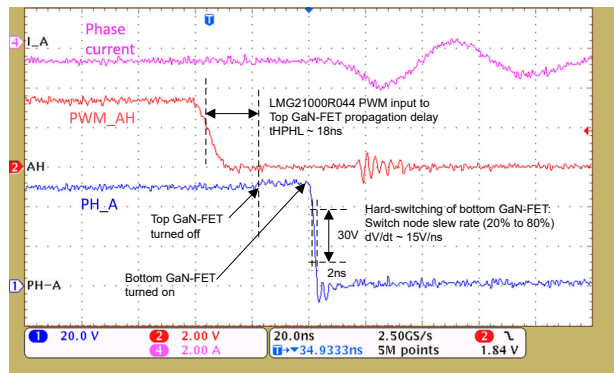 T
4 I_A
Phase
current
PWM_AH
LMG21000R044 PWM input to
Top GaN-FET propagation delay
tHPHL ~ 18ns
2 AH
PH_A
Top GaN-FET
turned off
Hard-switching of bottom GaN-FET:
Switch node slew rate (20% to 80%)
dV/dt ~ 15V/ns
30V
2ns
Bottom GaN-FET
turned on
1 PH-A
1 20.0 V 2 2.00 V 20.0ns 2.50GS/s 2
4 2.00 A T→▼34.9333ns 5M points 1.84 V